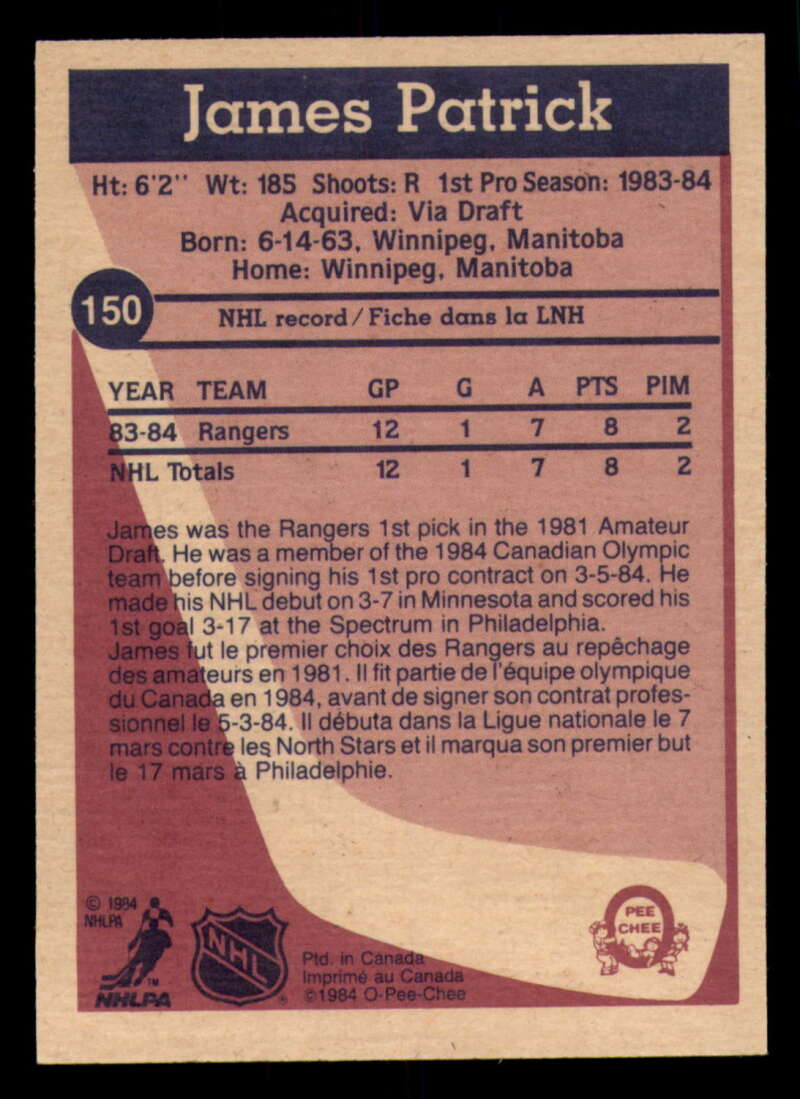 James Patrick
Ht: 6'2" Wt: 185 Shoots: R 1st Pro Season: 1983-84
Acquired: Via Draft
Born: 6-14-63, Winnipeg, Manitoba
Home: Winnipeg, Manitoba
150
NHL record/Fiche dans la LNH
YEAR TEAM GP G A PTS PIM
83-84 Rangers 12 1 7 8 2
NHL Totals 12 1 7 8 2
James was the Rangers 1st pick in the 1981 Amateur
Draft. He was a member of the 1984 Canadian Olympic
team before signing his 1st pro contract on 3-5-84. He
made his NHL debut on 3-7 in Minnesota and scored his
1st goal 3-17 at the Spectrum in Philadelphia.
James fut le premier choix des Rangers au repêchage
des amateurs en 1981. Il fit partie de l'équipe olympique
du Canada en 1984, avant de signer son contrat profes-
sionnel le 5-3-84. Il débuta dans la Ligue nationale le 7
mars contre les North Stars et il marqua son premier but
le 17 mars à Philadelphie.
© 1984
NHLPA
TM
NHLPA
NHL
®
Ptd. in Canada
Imprimé au Canada
©1984 O-Pee-Chee
PEE
CHEE